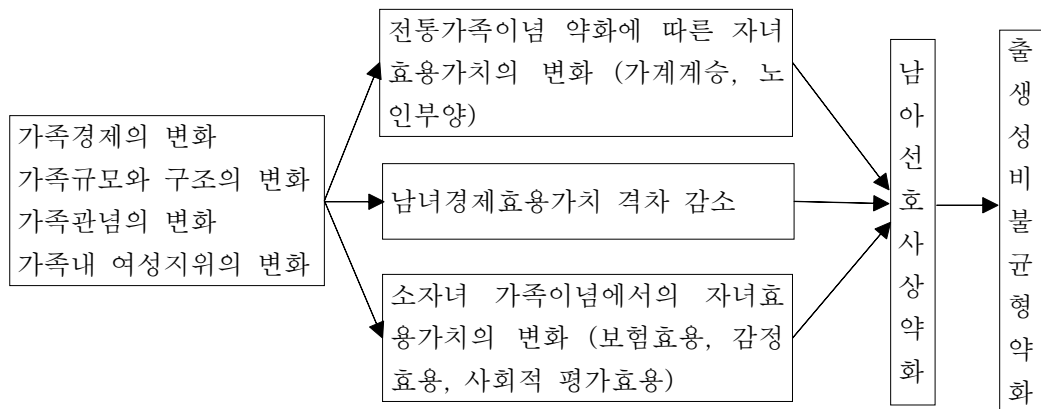 가족경제의 변화
가족규모와 구조의 변화
가족관념의 변화
가족내 여성지위의 변화
전통가족이념 약화에 따른 자녀
효용가치의 변화 (가계계승, 노
인부양)
남녀경제효용가치 격차 감소
소자녀 가족이념에서의 자녀효
용가치의 변화 (보험효용, 감정
효용, 사회적 평가효용)
남아선호사상약화
출생성비불균형약화